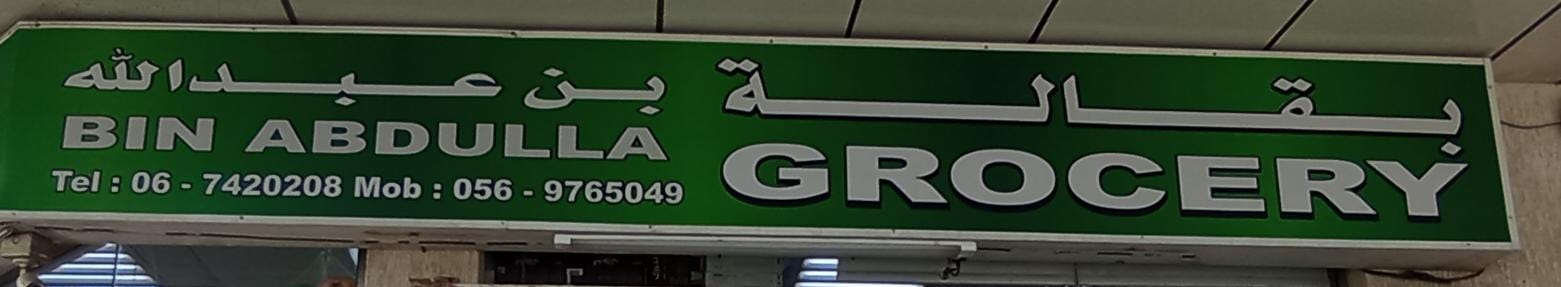 بقالة بن عبدالله
BIN ABDULLA GROCERY
Tel : 06 - 7420208 Mob : 056 - 9765049